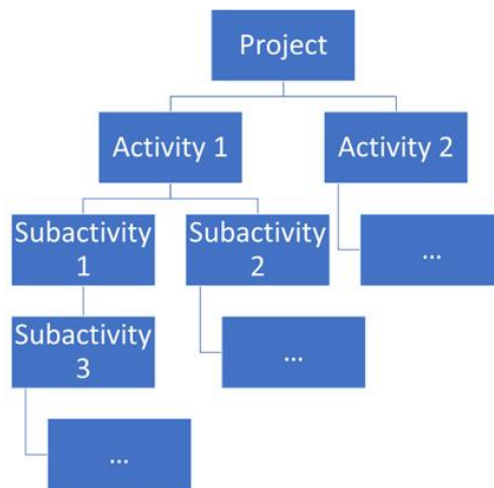 Project
Activity 1
Activity 2
Subactivity
1
Subactivity
2
...
Subactivity
3
...
...